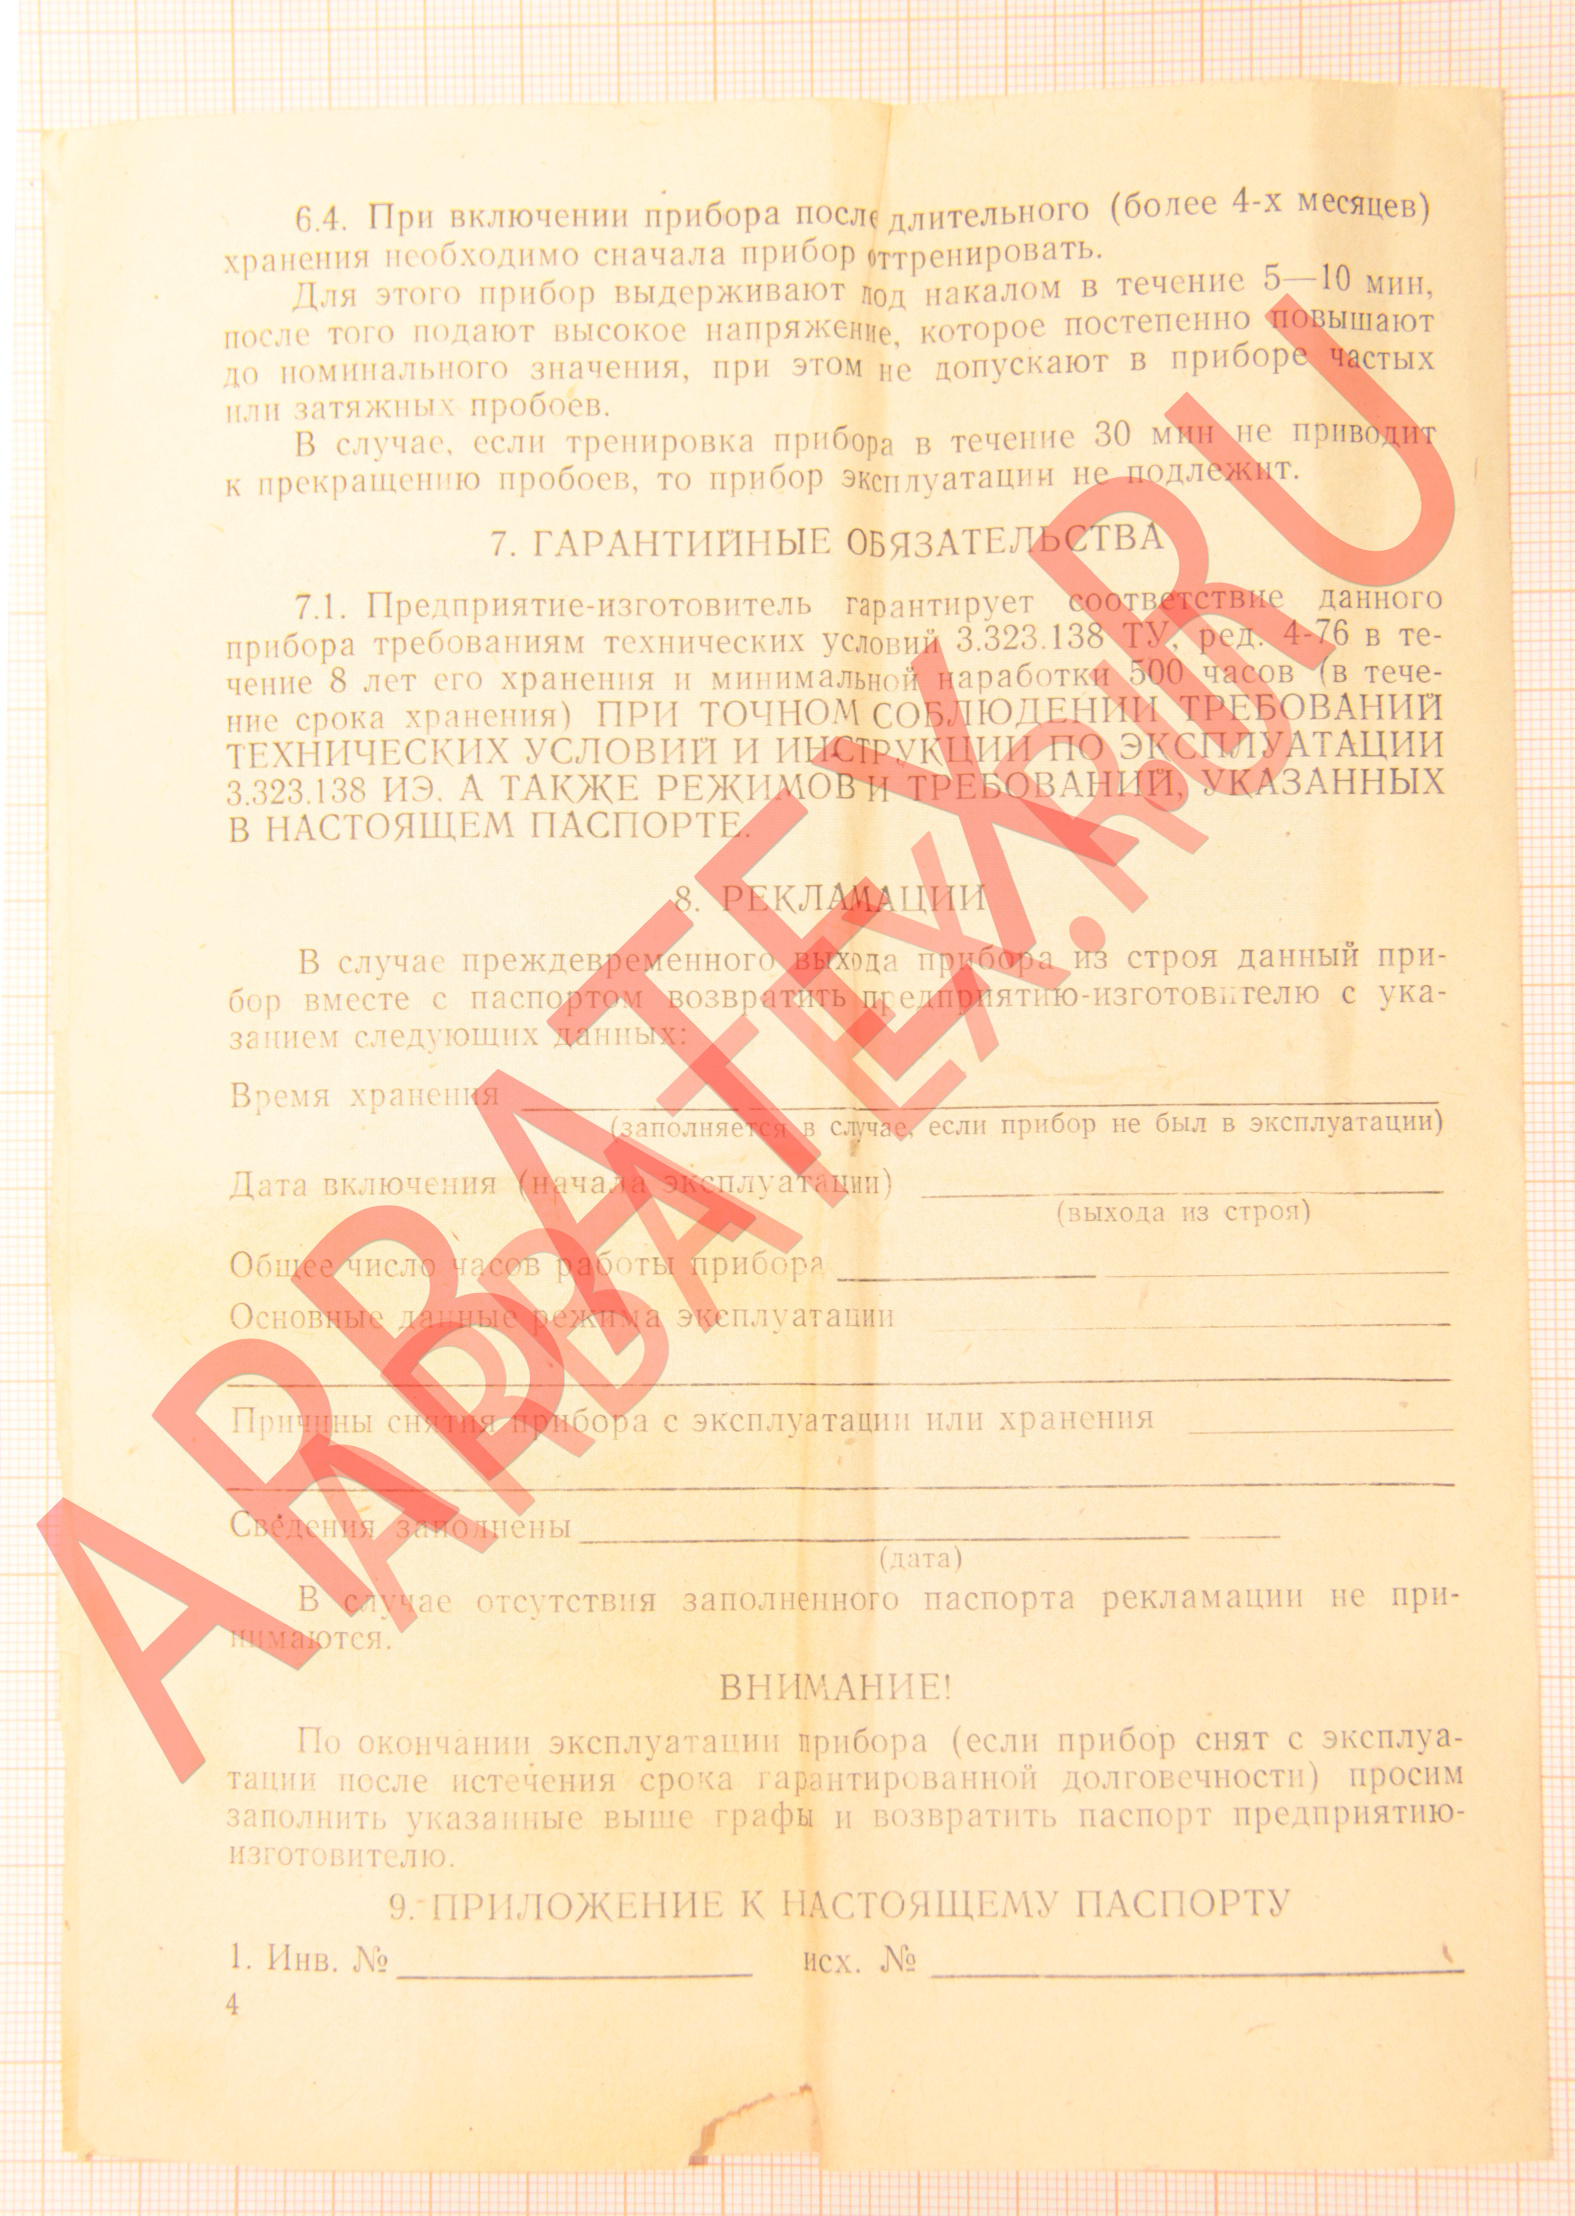 6.4. При включении прибора после длительного (более 4-х месяцев)
хранения необходимо сначала прибор оттренировать.
Для этого прибор выдерживают под накалом в течение 5—10 мин,
после того подают высокое напряжение, которое постепенно повышают
до номинального значения, при этом не допускают в приборе частых
или затяжных пробоев.
В случае, если тренировка прибора в течение 30 мин не приводит
к прекращению пробоев, то прибор эксплуатации не подлежит.
7. ГАРАНТИЙНЫЕ ОБЯЗАТЕЛЬСТВА
7.1. Предприятие-изготовитель гарантирует соответствие данного
прибора требованиям технических условий 3.323.138 ТУ, ред. 4-76 в те-
чение 8 лет его хранения и минимальной наработки 500 часов (в тече-
ние срока хранения) ПРИ ТОЧНОМ СОБЛЮДЕНИИ ТРЕБОВАНИЙ
ТЕХНИЧЕСКИХ УСЛОВИЙ И ИНСТРУКЦИИ ПО ЭКСПЛУАТАЦИИ
3.323.138 ИЭ. А ТАКЖЕ РЕЖИМОВ И ТРЕБОВАНИЙ, УКАЗАННЫХ
В НАСТОЯЩЕМ ПАСПОРТЕ.
8. РЕКЛАМАЦИИ
В случае преждевременного выхода прибора из строя данный при-
бор вместе с паспортом возвратить предприятию-изготовителю с ука-
занием следующих данных:
Время хранения
(заполняется в случае, если прибор не был в эксплуатации)
Дата включения (начала эксплуатации)
(выхода из строя)
Общее число часов работы прибора
Основные данные режима эксплуатации
Причины снятия прибора с эксплуатации или хранения
Сведения заполнены
(дата)
В случае отсутствия заполненного паспорта рекламации не при-
нимаются.
ВНИМАНИЕ!
По окончании эксплуатации прибора (если прибор снят с эксплуа-
тации после истечения срока гарантированной долговечности) просим
заполнить указанные выше графы и возвратить паспорт предприятию-
изготовителю.
9. ПРИЛОЖЕНИЕ К НАСТОЯЩЕМУ ПАСПОРТУ
1. Инв. № исх. №
4
ARBATEX.RU
ARBATEX.RU